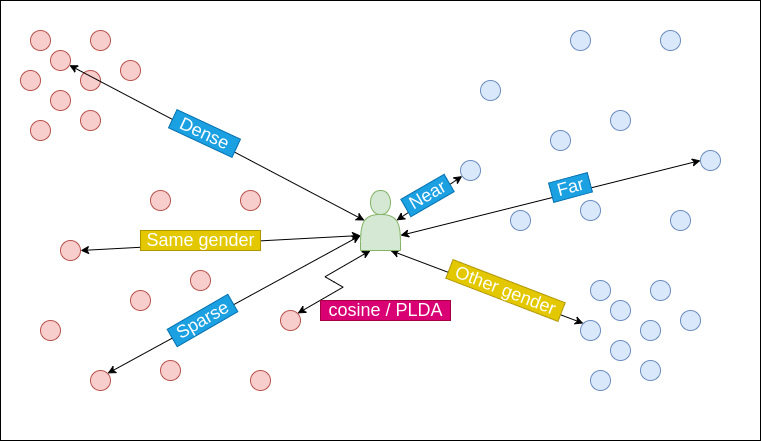 Dense
Near
Far
Same gender
Other gender
Sparse
cosine / PLDA